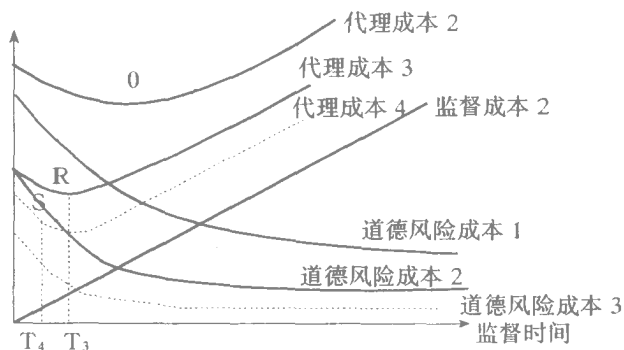 代理成本 2
0
代理成本 3
代理成本 4
监督成本 2
R
S
道德风险成本 1
道德风险成本 2
道德风险成本 3
监督时间
T₄
T₃